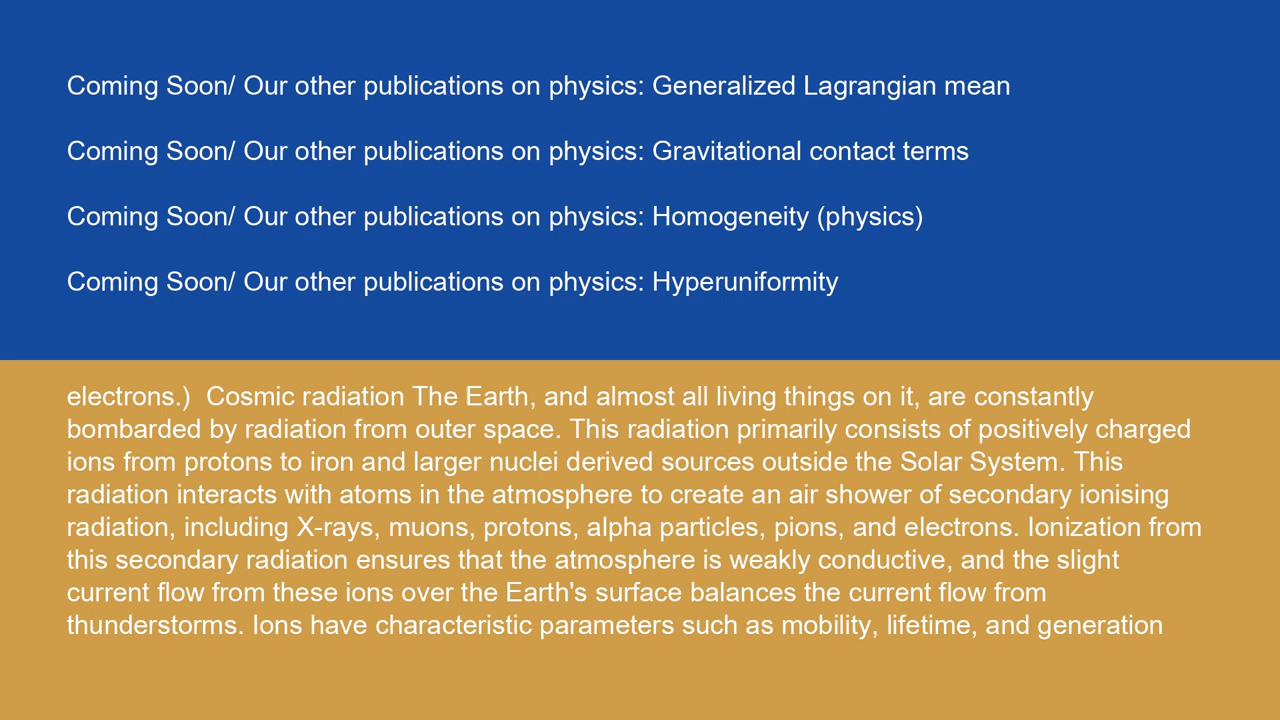 Coming Soon/ Our other publications on physics: Generalized Lagrangian mean
Coming Soon/ Our other publications on physics: Gravitational contact terms
Coming Soon/ Our other publications on physics: Homogeneity (physics)
Coming Soon/ Our other publications on physics: Hyperuniformity
electrons.)  Cosmic radiation The Earth, and almost all living things on it, are constantly
bombarded by radiation from outer space. This radiation primarily consists of positively charged
ions from protons to iron and larger nuclei derived sources outside the Solar System. This
radiation interacts with atoms in the atmosphere to create an air shower of secondary ionising
radiation, including X-rays, muons, protons, alpha particles, pions, and electrons. Ionization from
this secondary radiation ensures that the atmosphere is weakly conductive, and the slight
current flow from these ions over the Earth's surface balances the current flow from
thunderstorms. Ions have characteristic parameters such as mobility, lifetime, and generation